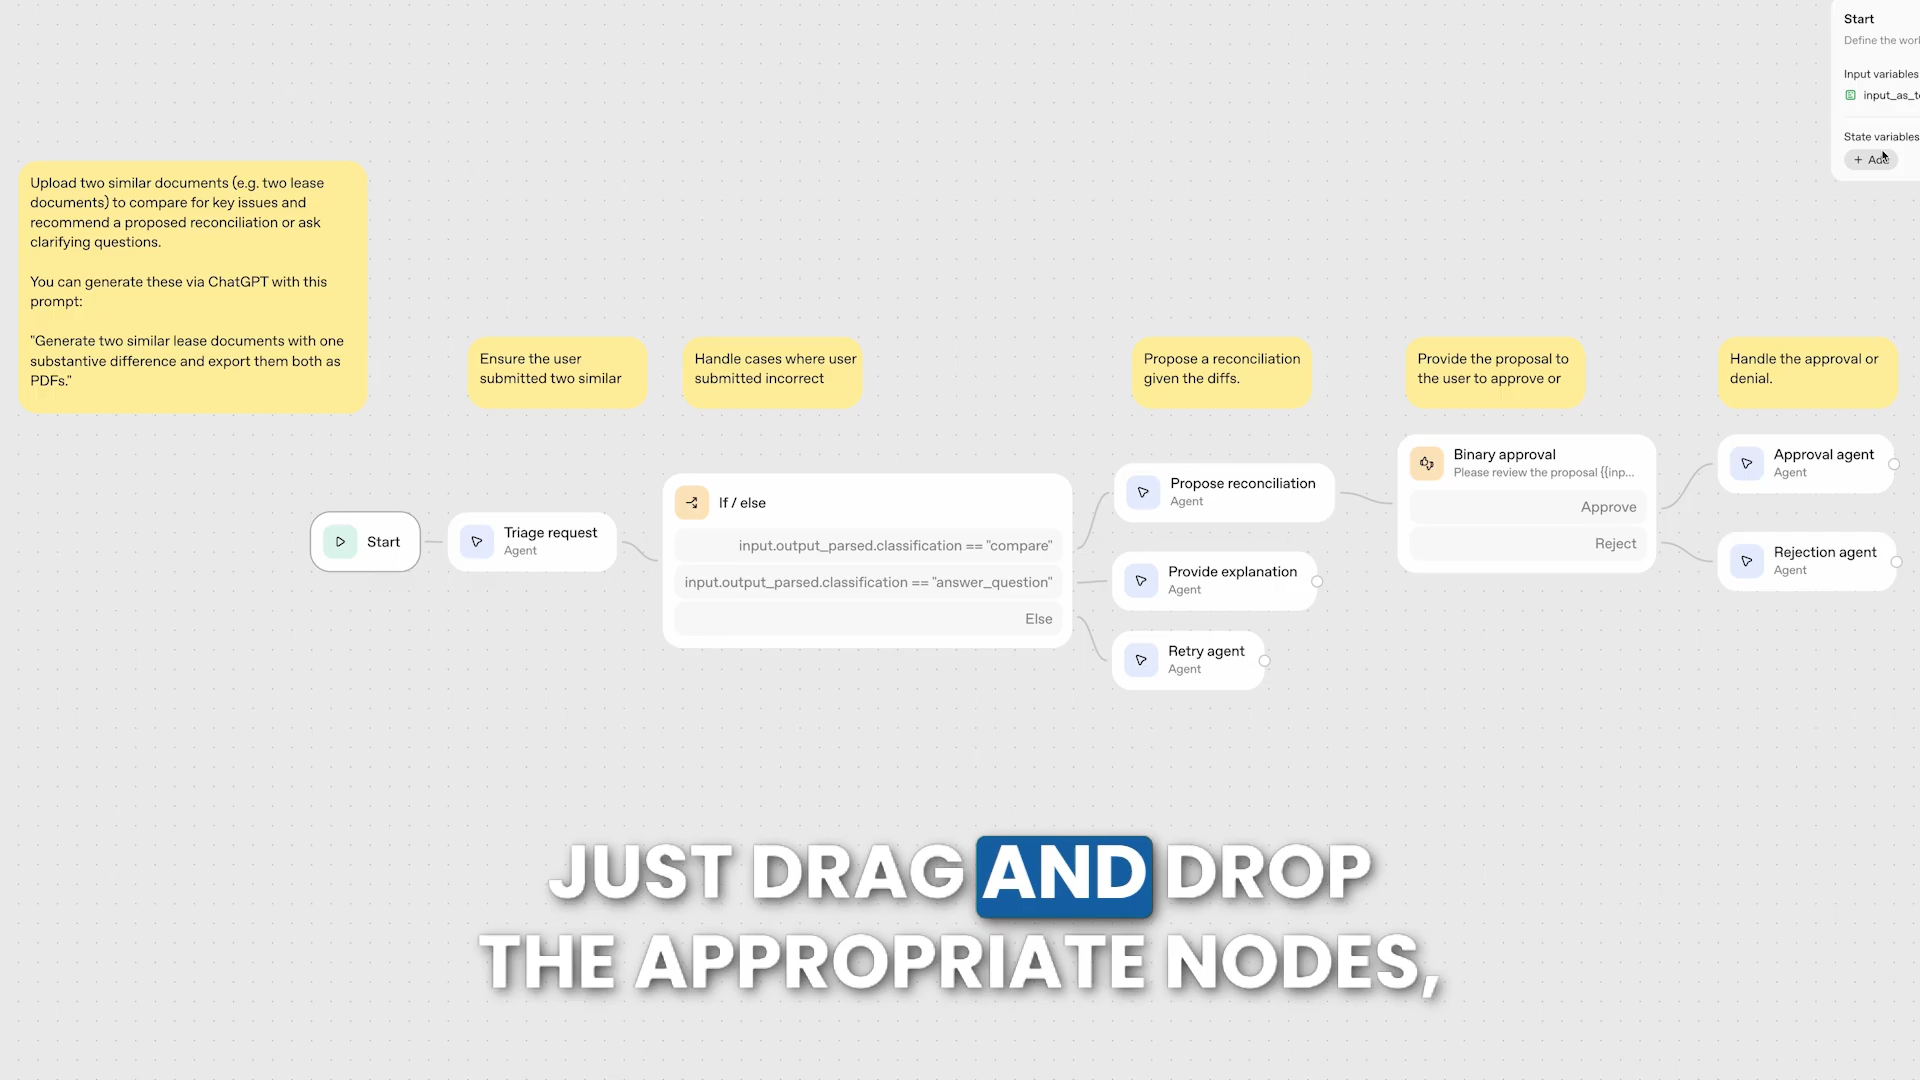 Start
Define the wor
Input variables
input_as_t
State variables
+ Add
Upload two similar documents (e.g. two lease
documents) to compare for key issues and
recommend a proposed reconciliation or ask
clarifying questions.
You can generate these via ChatGPT with this
prompt:
"Generate two similar lease documents with one
substantive difference and export them both as
PDFs."
Ensure the user
submitted two similar
Handle cases where user
submitted incorrect
Propose a reconciliation
given the diffs.
Provide the proposal to
the user to approve or
Handle the approval or
denial.
Start
Triage request
Agent
If / else
input.output_parsed.classification == "compare"
input.output_parsed.classification == "answer_question"
Else
Propose reconciliation
Agent
Provide explanation
Agent
Retry agent
Agent
Binary approval
Please review the proposal {{inp...
Approve
Reject
Approval agent
Agent
Rejection agent
Agent
JUST DRAG AND DROP
THE APPROPRIATE NODES,